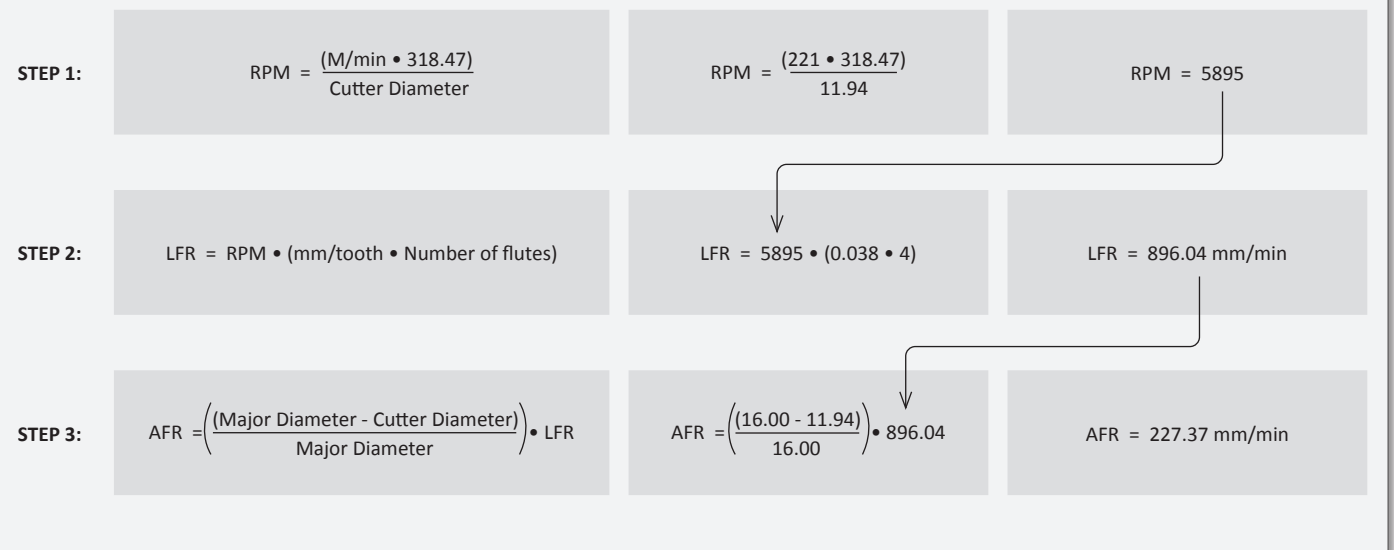 STEP 1:
RPM = (M/min • 318.47)
Cutter Diameter
RPM = (221 • 318.47)
11.94
RPM = 5895
STEP 2:
LFR = RPM • (mm/tooth • Number of flutes)
LFR = 5895 • (0.038 • 4)
LFR = 896.04 mm/min
STEP 3:
AFR = ((Major Diameter - Cutter Diameter)) • LFR
Major Diameter
AFR = ((16.00 - 11.94)) • 896.04
16.00
AFR = 227.37 mm/min